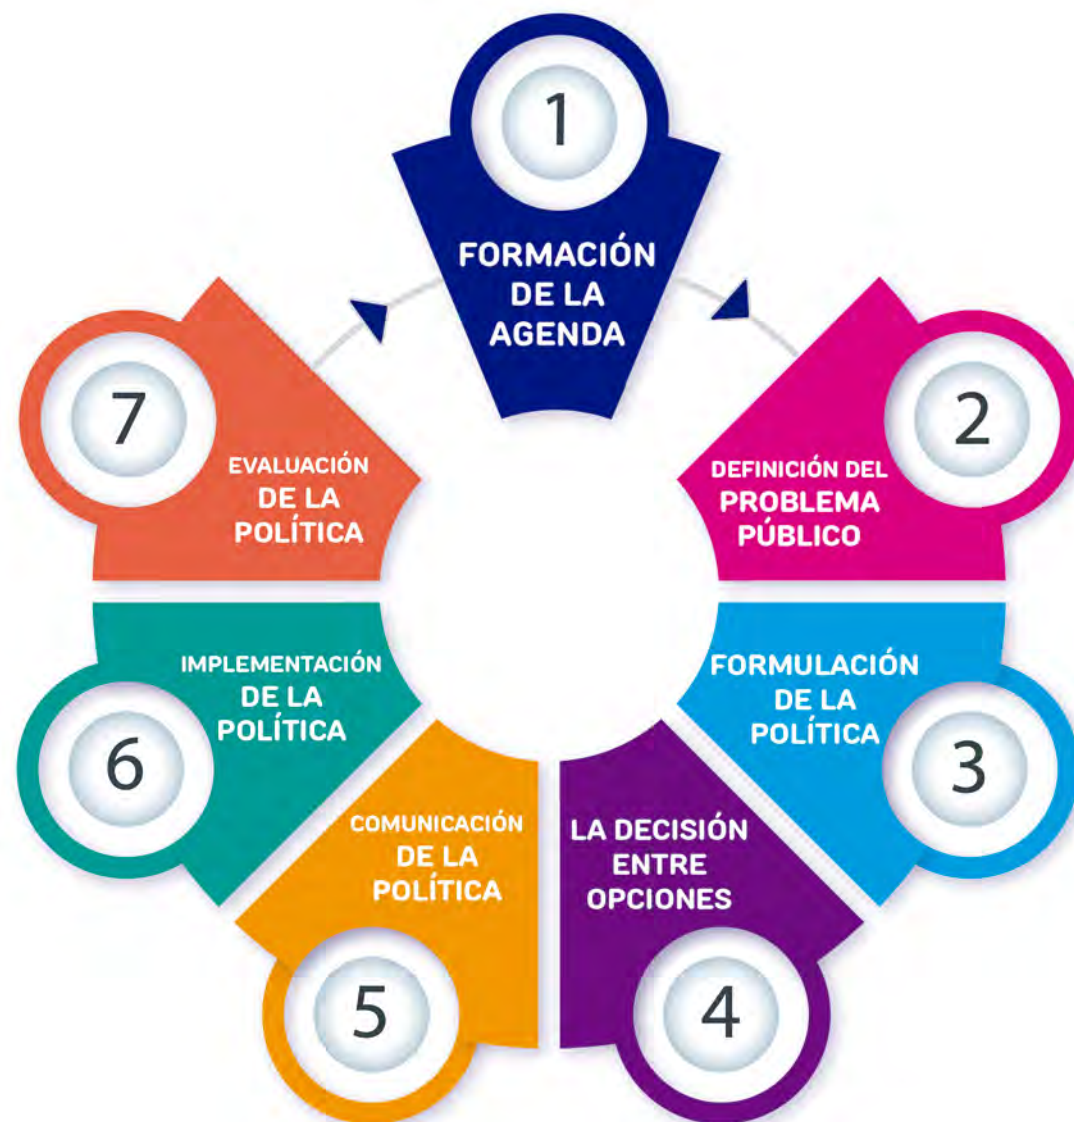 1
FORMACIÓN
DE LA
AGENDA
2
DEFINICIÓN DEL
PROBLEMA
PÚBLICO
3
FORMULACIÓN
DE LA
POLÍTICA
4
LA DECISIÓN
ENTRE
OPCIONES
5
COMUNICACIÓN
DE LA
POLÍTICA
6
IMPLEMENTACIÓN
DE LA
POLÍTICA
7
EVALUACIÓN
DE LA
POLÍTICA